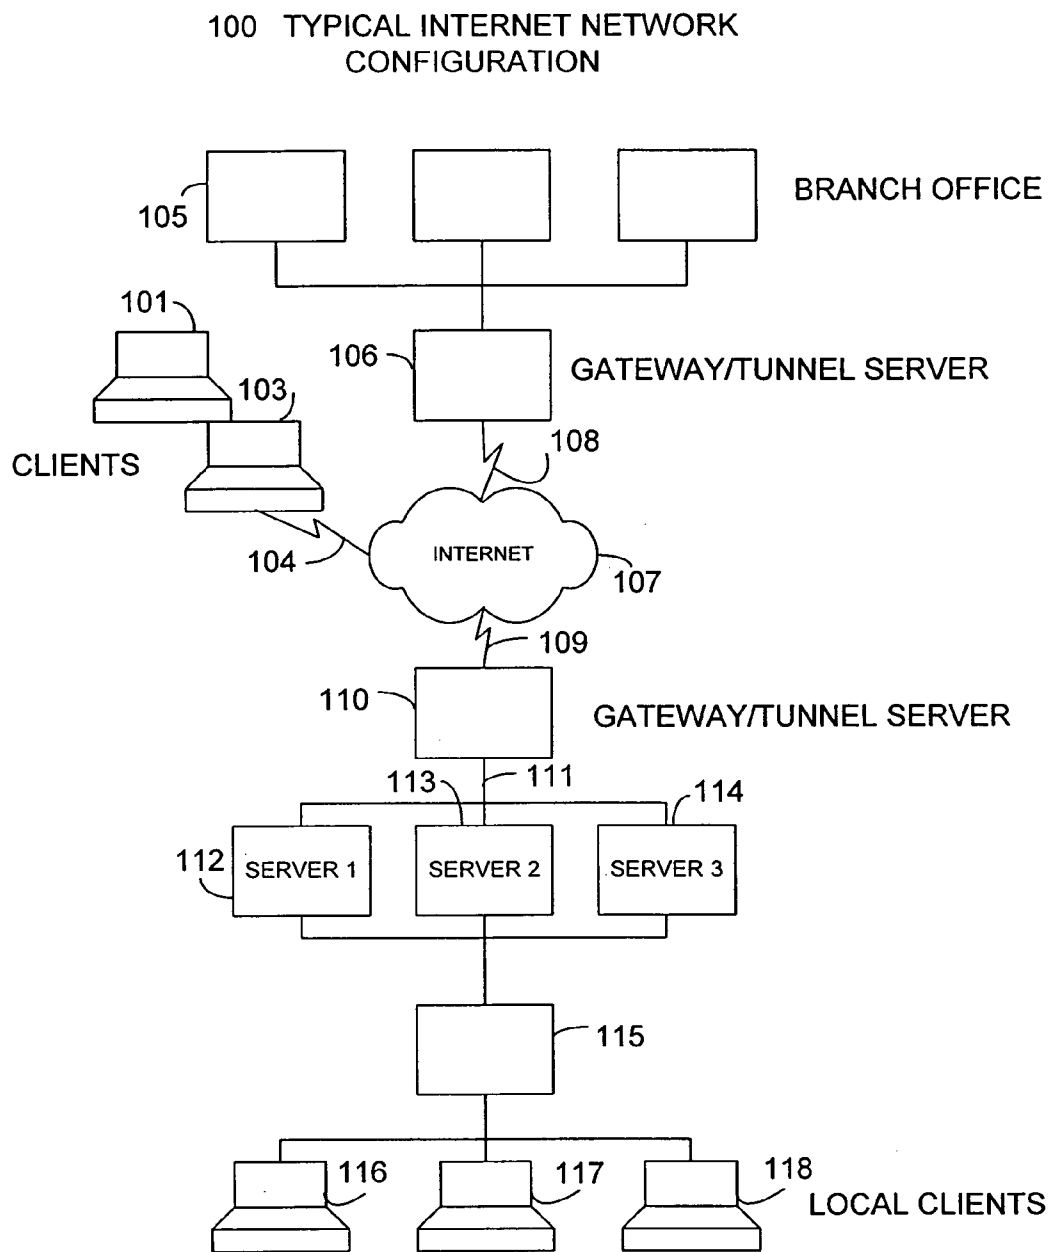 100 TYPICAL INTERNET NETWORK
CONFIGURATION
BRANCH OFFICE
105
101
106
GATEWAY/TUNNEL SERVER
103
CLIENTS
108
104
INTERNET
107
109
110
GATEWAY/TUNNEL SERVER
113
111
114
112
SERVER 1
SERVER 2
SERVER 3
115
116
117
118
LOCAL CLIENTS